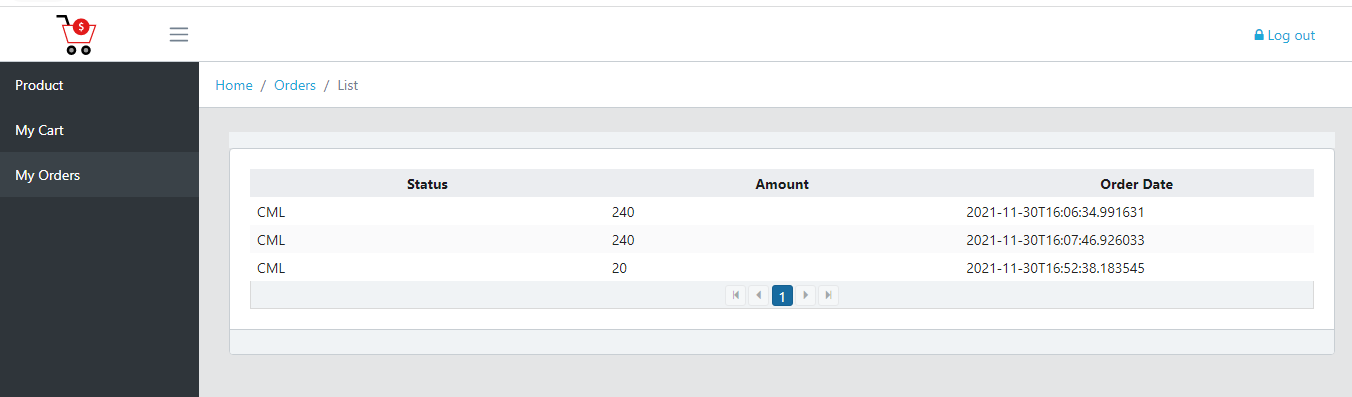 $
Log out
Product
Home / Orders / List
My Cart
My Orders
Status Amount Order Date
CML 240 2021-11-30T16:06:34.991631
CML 240 2021-11-30T16:07:46.926033
CML 20 2021-11-30T16:52:38.183545
1